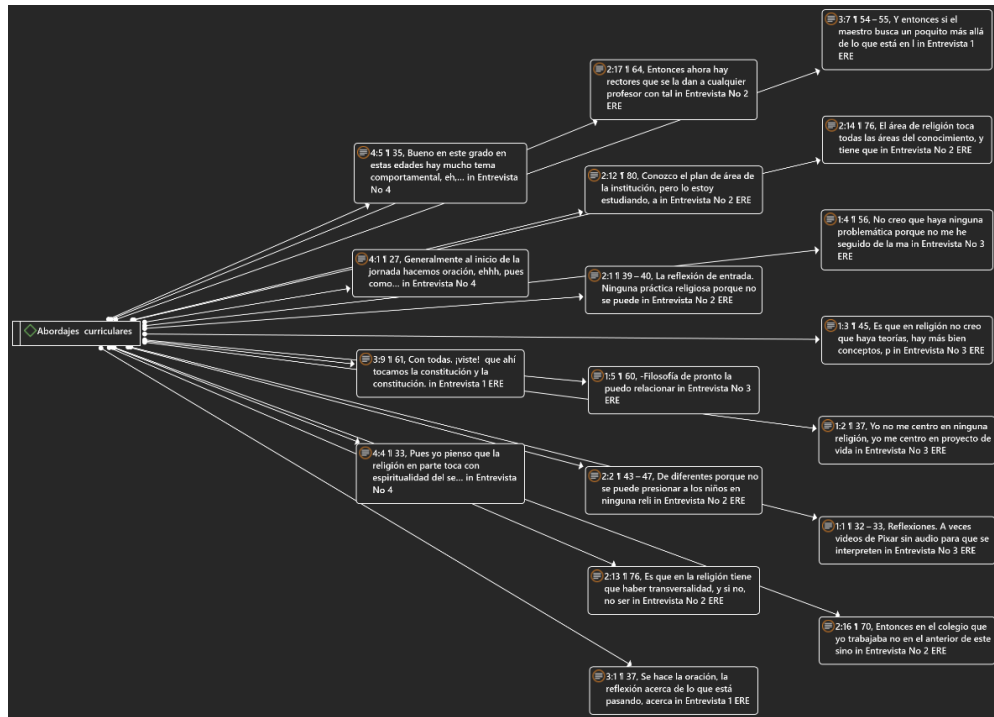 3:7 ¶ 54 – 55, Y entonces si el
maestro busca un poquito más allá
de lo que está en l in Entrevista 1
ERE
2:17 ¶ 64, Entonces ahora hay
rectores que se la dan a cualquier
profesor con tal in Entrevista No 2
ERE
2:14 ¶ 76, El área de religión toca
todas las áreas del conocimiento, y
tiene que in Entrevista No 2 ERE
4:5 ¶ 35, Bueno en este grado en
estas edades hay mucho tema
comportamental, eh,... in Entrevista
No 4
2:12 ¶ 80, Conozco el plan de área de
la institución, pero lo estoy
estudiando, a in Entrevista No 2 ERE
1:4 ¶ 56, No creo que haya ninguna
problemática porque no me he
seguido de la ma in Entrevista No 3
ERE
4:1 ¶ 27, Generalmente al inicio de la
jornada hacemos oración, ehhh, pues
como... in Entrevista No 4
2:1 ¶ 39 – 40, La reflexión de entrada.
Ninguna práctica religiosa porque no
se puede in Entrevista No 2 ERE
Abordajes curriculares
1:3 ¶ 45, Es que en religión no creo
que haya teorías, hay más bien
conceptos, p in Entrevista No 3 ERE
3:9 ¶ 61, Con todas. ¡viste! que ahí
tocamos la constitución y la
constitución. in Entrevista 1 ERE
1:5 ¶ 60, -Filosofía de pronto la
puedo relacionar in Entrevista No 3
ERE
1:2 ¶ 37, Yo no me centro en ninguna
religión, yo me centro en proyecto de
vida in Entrevista No 3 ERE
4:4 ¶ 33, Pues yo pienso que la
religión en parte toca con
espiritualidad del se... in Entrevista
No 4
2:2 ¶ 43 – 47, De diferentes porque no
se puede presionar a los niños en
ninguna reli in Entrevista No 2 ERE
1:1 ¶ 32 – 33, Reflexiones. A veces
videos de Pixar sin audio para que se
interpreten in Entrevista No 3 ERE
2:13 ¶ 76, Es que en la religión tiene
que haber transversalidad, y si no,
no ser in Entrevista No 2 ERE
2:16 ¶ 70, Entonces en el colegio que
yo trabajaba no en el anterior de este
sino in Entrevista No 2 ERE
3:1 ¶ 37, Se hace la oración, la
reflexión acerca de lo que está
pasando, acerca in Entrevista 1 ERE